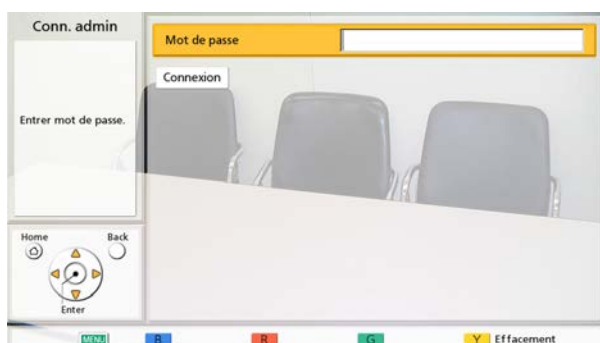 Conn. admin
Mot de passe
Connexion
Entrer mot de passe.
Home
Back
Enter
MENU
B
R
G
Y Effacement